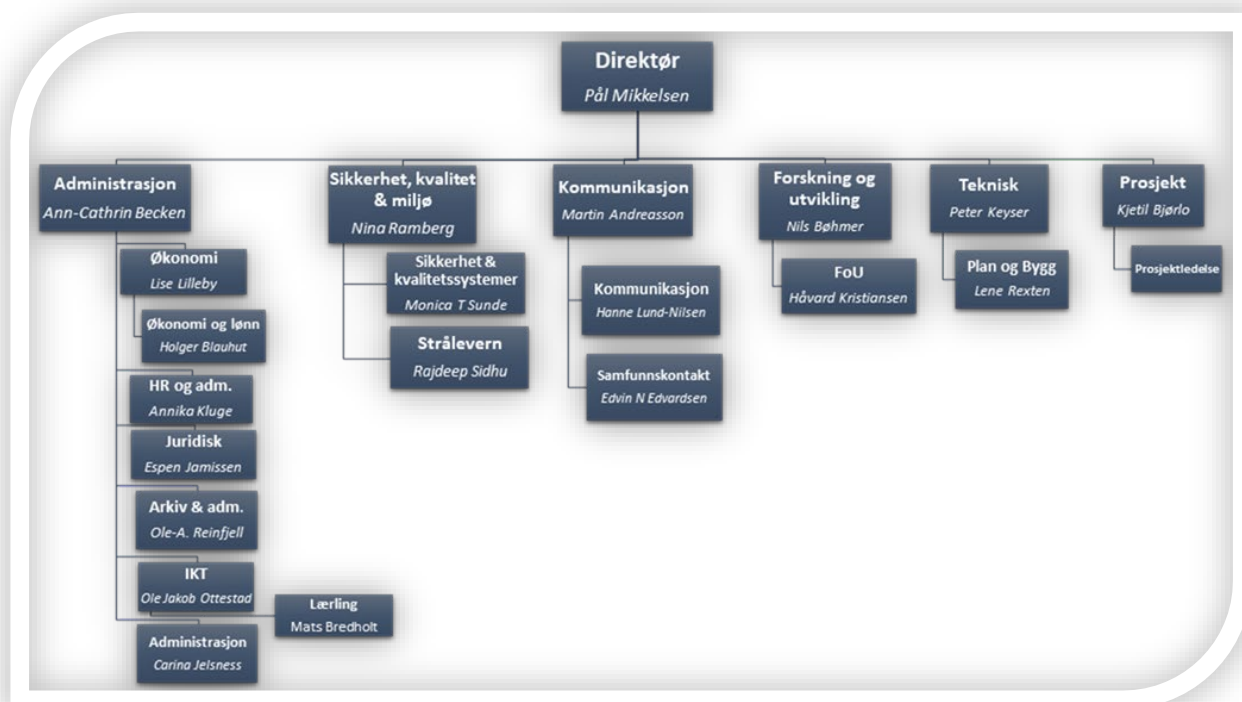 Direktør
Pål Mikkelsen
Administrasjon
Ann-Cathrin Becken
Økonomi
Lise Lilleby
Økonomi og lønn
Holger Blauhut
HR og adm.
Annika Kluge
Juridisk
Espen Jamissen
Arkiv & adm.
Ole-A. Reinfjell
IKT
Ole Jakob Ottestad
Lærling
Mats Bredholt
Administrasjon
Carina Jelsness
Sikkerhet, kvalitet
& miljø
Nina Ramberg
Sikkerhet &
kvalitetssystemer
Monica T Sunde
Strålevern
Rajdeep Sidhu
Kommunikasjon
Martin Andreasson
Kommunikasjon
Hanne Lund-Nilsen
Samfunnskontakt
Edvin N Edvardsen
Forskning og
utvikling
Nils Bøhmer
FoU
Håvard Kristiansen
Teknisk
Peter Keyser
Plan og Bygg
Lene Rexten
Prosjekt
Kjetil Bjørlo
Prosjektledelse